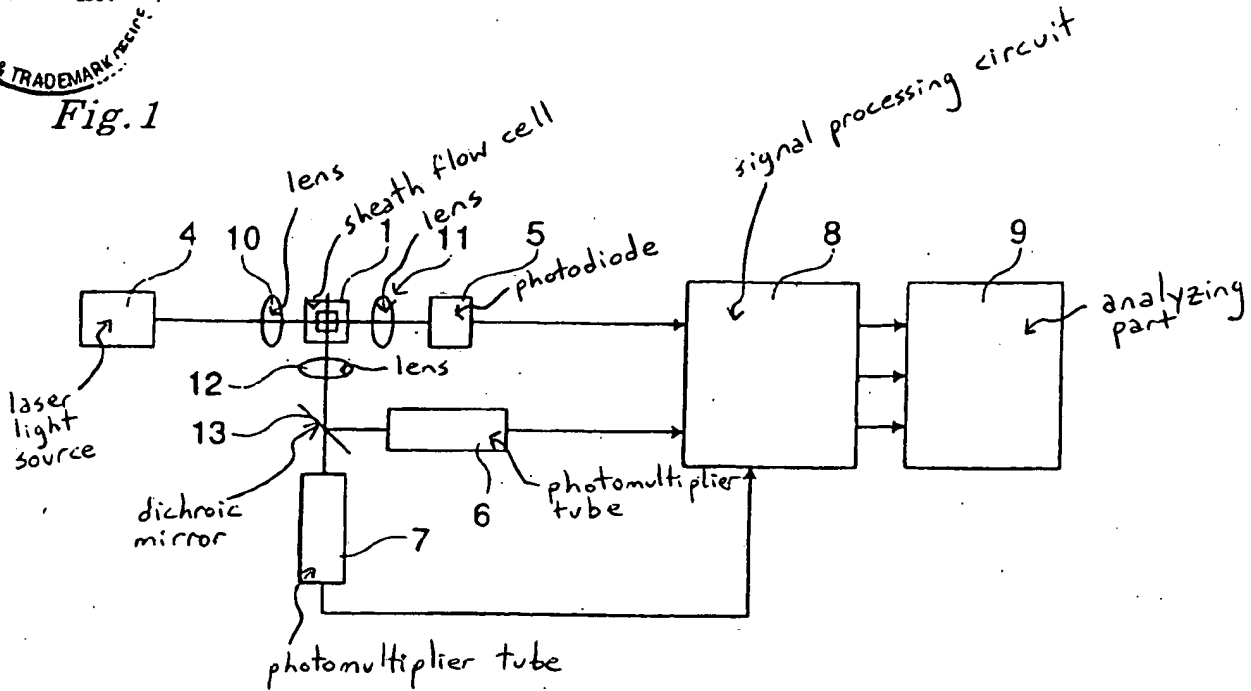 & TRADEMARK
Fig. 1
signal processing circuit
lens
sheath flow cell
lens
4
10
1
11
5
photodiode
8
9
analyzing
part
12
lens
laser
light
source
13
6
photomultiplier
tube
dichroic
mirror
7
photomultiplier tube